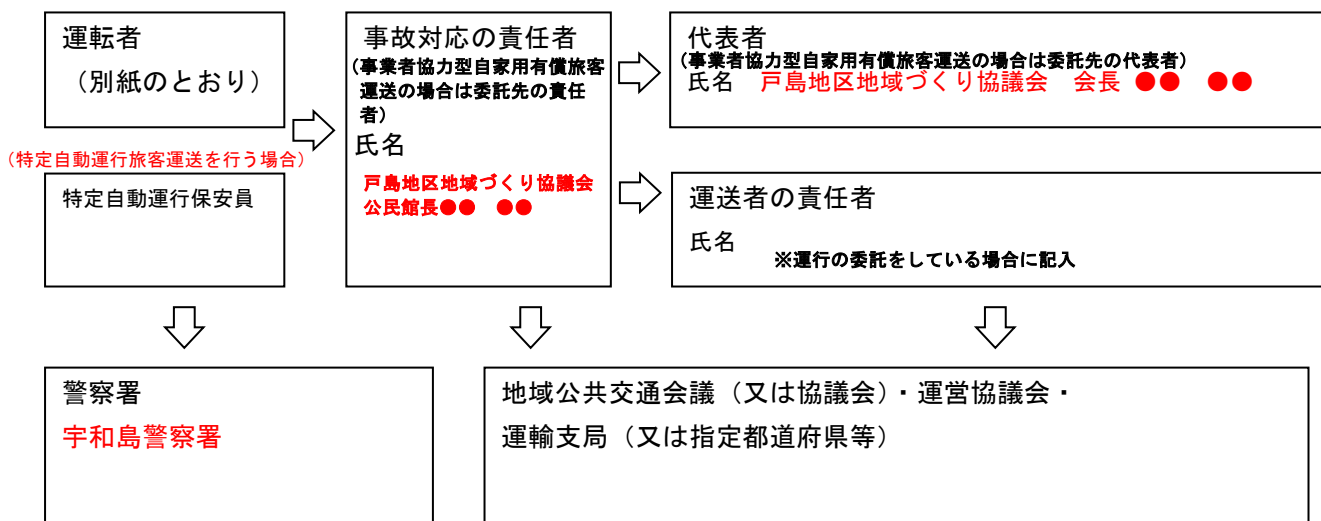 運転者
（別紙のとおり）
（特定自動運行旅客運送を行う場合）
特定自動運行保安員
事故対応の責任者
（事業者協力型自家用有償旅客
運送の場合は委託先の責任
者）
氏名
戸島地区地域づくり協議会
公民館長●●　●●
代表者
（事業者協力型自家用有償旅客運送の場合は委託先の代表者）
氏名　戸島地区地域づくり協議会　会長 ●●　●●
運送者の責任者
氏名
※運行の委託をしている場合に記入
警察署
宇和島警察署
地域公共交通会議（又は協議会）・運営協議会・
運輸支局（又は指定都道府県等）